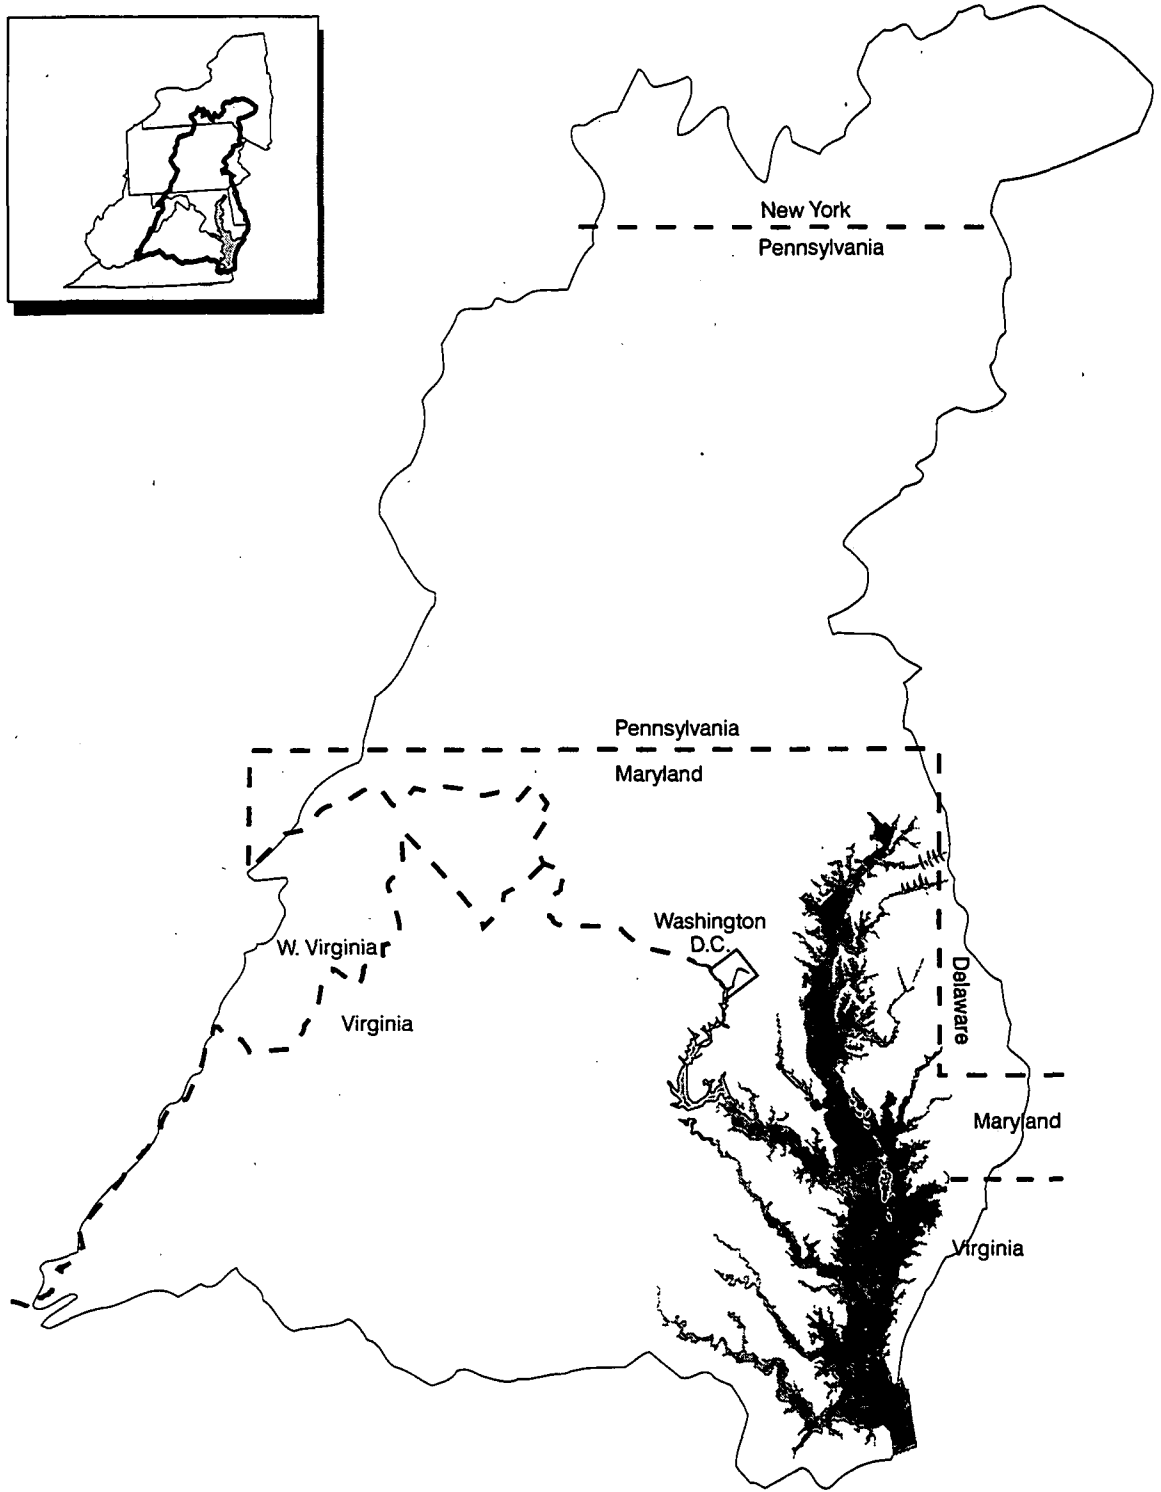 New York
Pennsylvania
Pennsylvania
Maryland
Washington
D.C.
W. Virginia
Virginia
Delaware
Maryland
Virginia